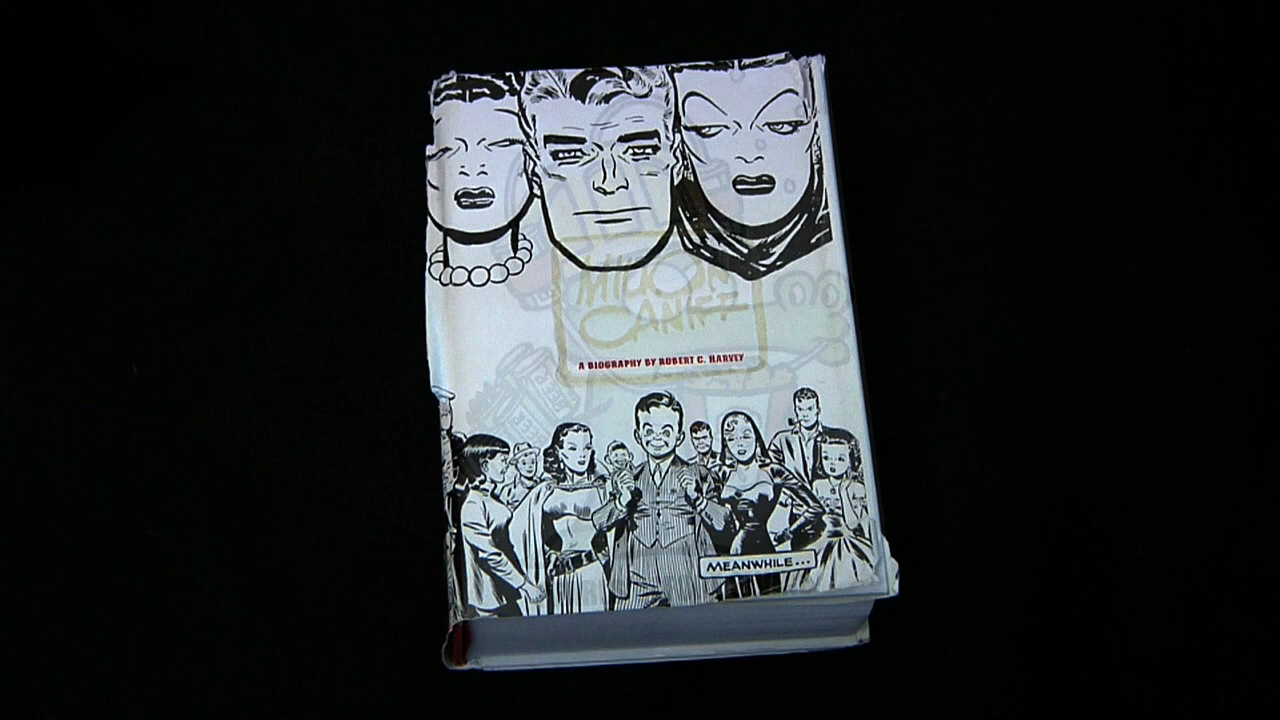 MILTON
CANIFF
A BIOGRAPHY BY ROBERT C. HARVEY
MEANWHILE...